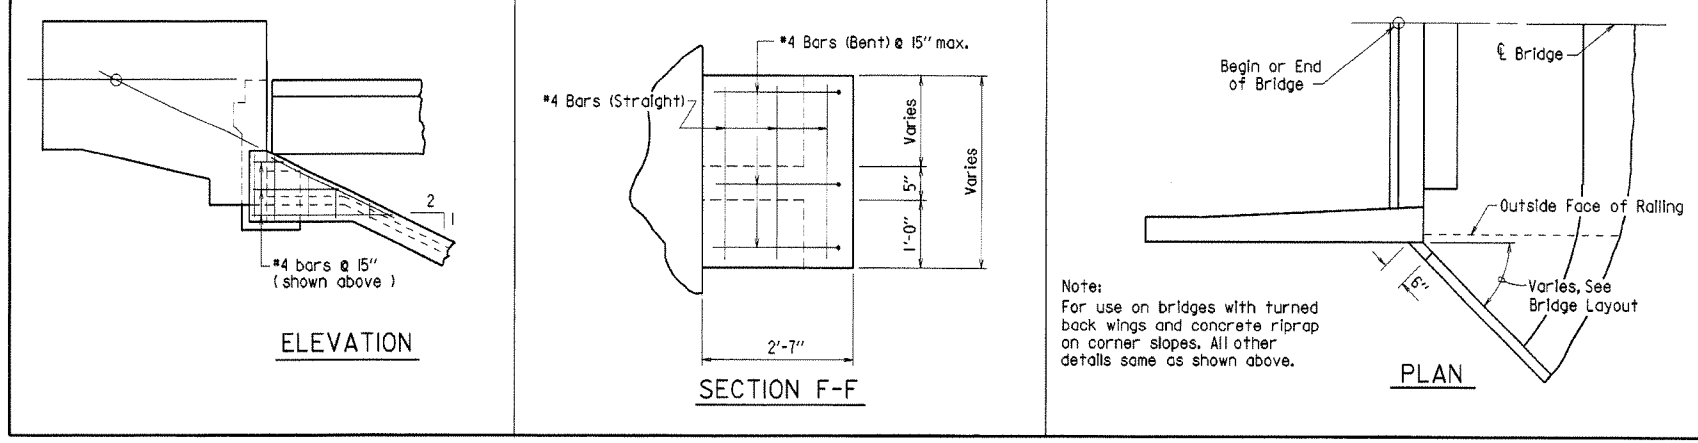 2
1
#4 bars @ 15"
(shown above)
ELEVATION
#4 Bars (Bent) @ 15" max.
#4 Bars (Straight)
Varies
5"
1'-0"
Varies
2'-7"
SECTION F-F
Begin or End
of Bridge
℄ Bridge
Outside Face of Railing
6"
Varies, See
Bridge Layout
Note:
For use on bridges with turned
back wings and concrete riprap
on corner slopes. All other
details same as shown above.
PLAN